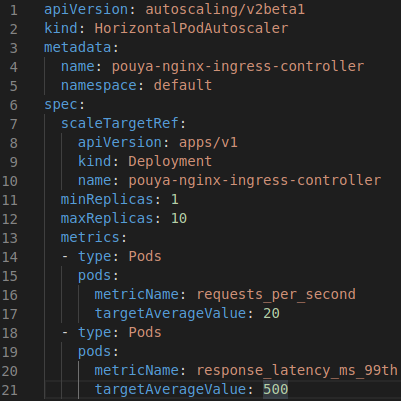 1 apiVersion: autoscaling/v2beta1
2 kind: HorizontalPodAutoscaler
3 metadata:
4   name: pouya-nginx-ingress-controller
5   namespace: default
6 spec:
7   scaleTargetRef:
8     apiVersion: apps/v1
9     kind: Deployment
10     name: pouya-nginx-ingress-controller
11   minReplicas: 1
12   maxReplicas: 10
13   metrics:
14   - type: Pods
15     pods:
16       metricName: requests_per_second
17       targetAverageValue: 20
18   - type: Pods
19     pods:
20       metricName: response_latency_ms_99th
21       targetAverageValue: 500